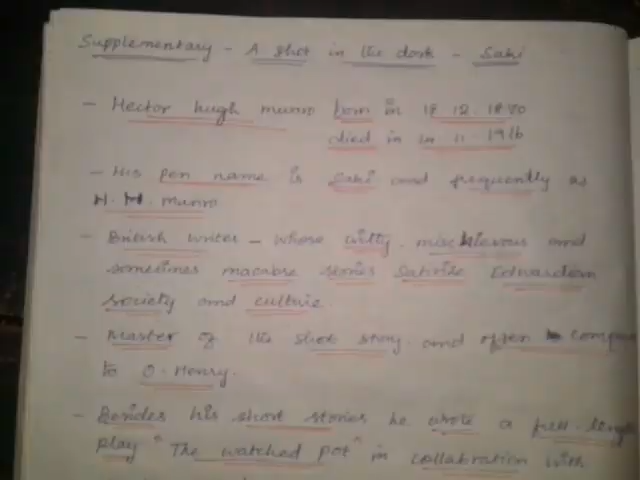 Supplementary - A shot in the dark - Saki
- Hector hugh munro born in 18.12.1870
died in 14.11.1916
- His pen name is Saki and frequently as
H. H. Munro
- British writer - whose witty, mischievous and
sometimes macabre stories satirize Edwardian
society and culture.
- Master of the shot story and often compa
to O. Henry.
- Besides his short stories he wrote a full-length
play "The watched pot" in collabration with